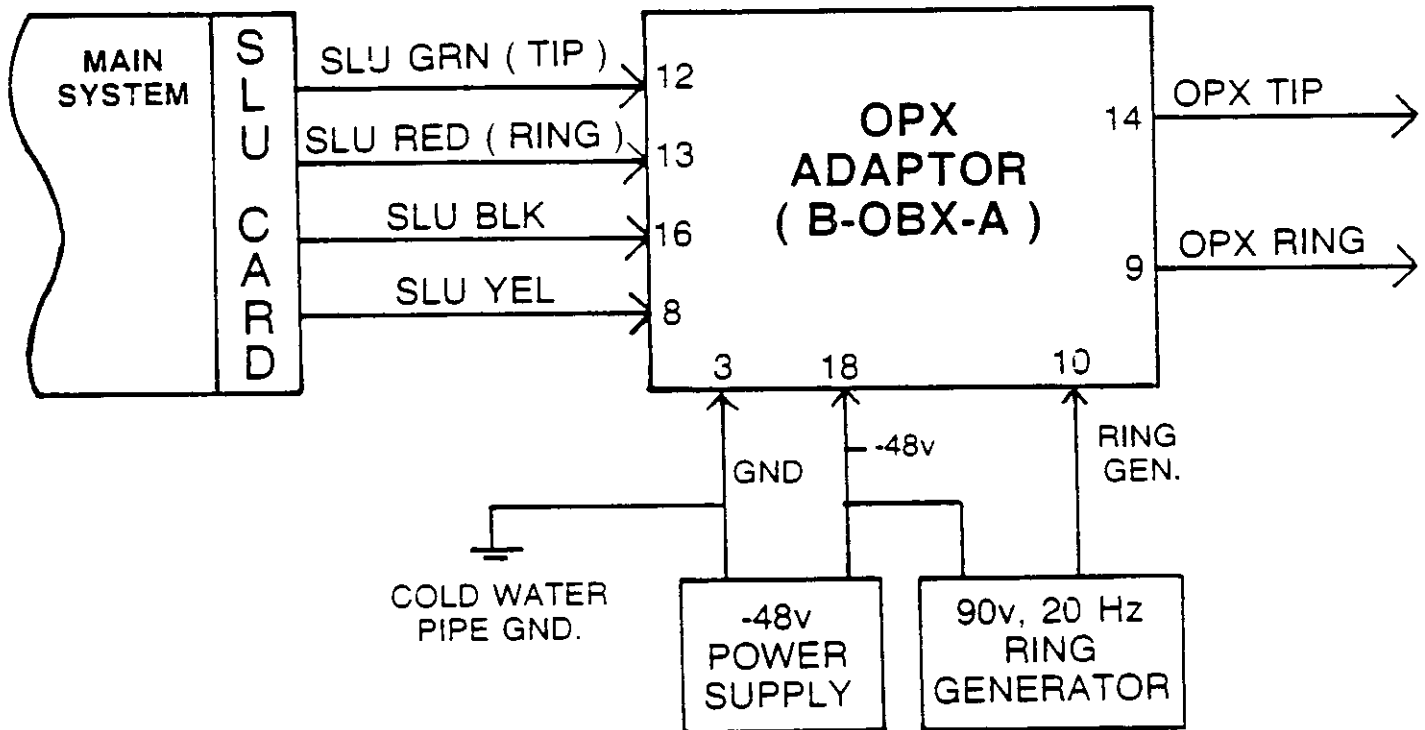 MAIN
SYSTEM
SLU CARD
SLU GRN ( TIP )
SLU RED ( RING )
SLU BLK
SLU YEL
12
13
16
8
OPX
ADAPTOR
( B-OBX-A )
14
9
OPX TIP
OPX RING
3
18
10
GND
-48v
RING
GEN.
COLD WATER
PIPE GND.
-48v
POWER
SUPPLY
90v, 20 Hz
RING
GENERATOR